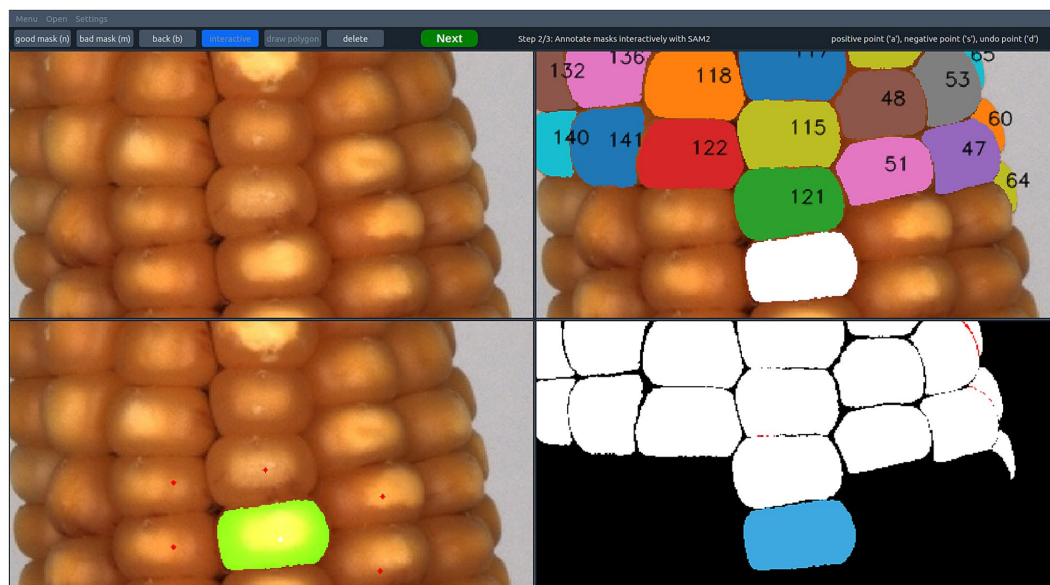 Menu Open Settings
good mask (n) bad mask (m) back (b) interactive draw polygon delete Next Step 2/3: Annotate masks interactively with SAM2 positive point ('a'), negative point ('s'), undo point ('d')
132 136 118 117 48 53 65
140 141 122 115 51 47 60
121 64